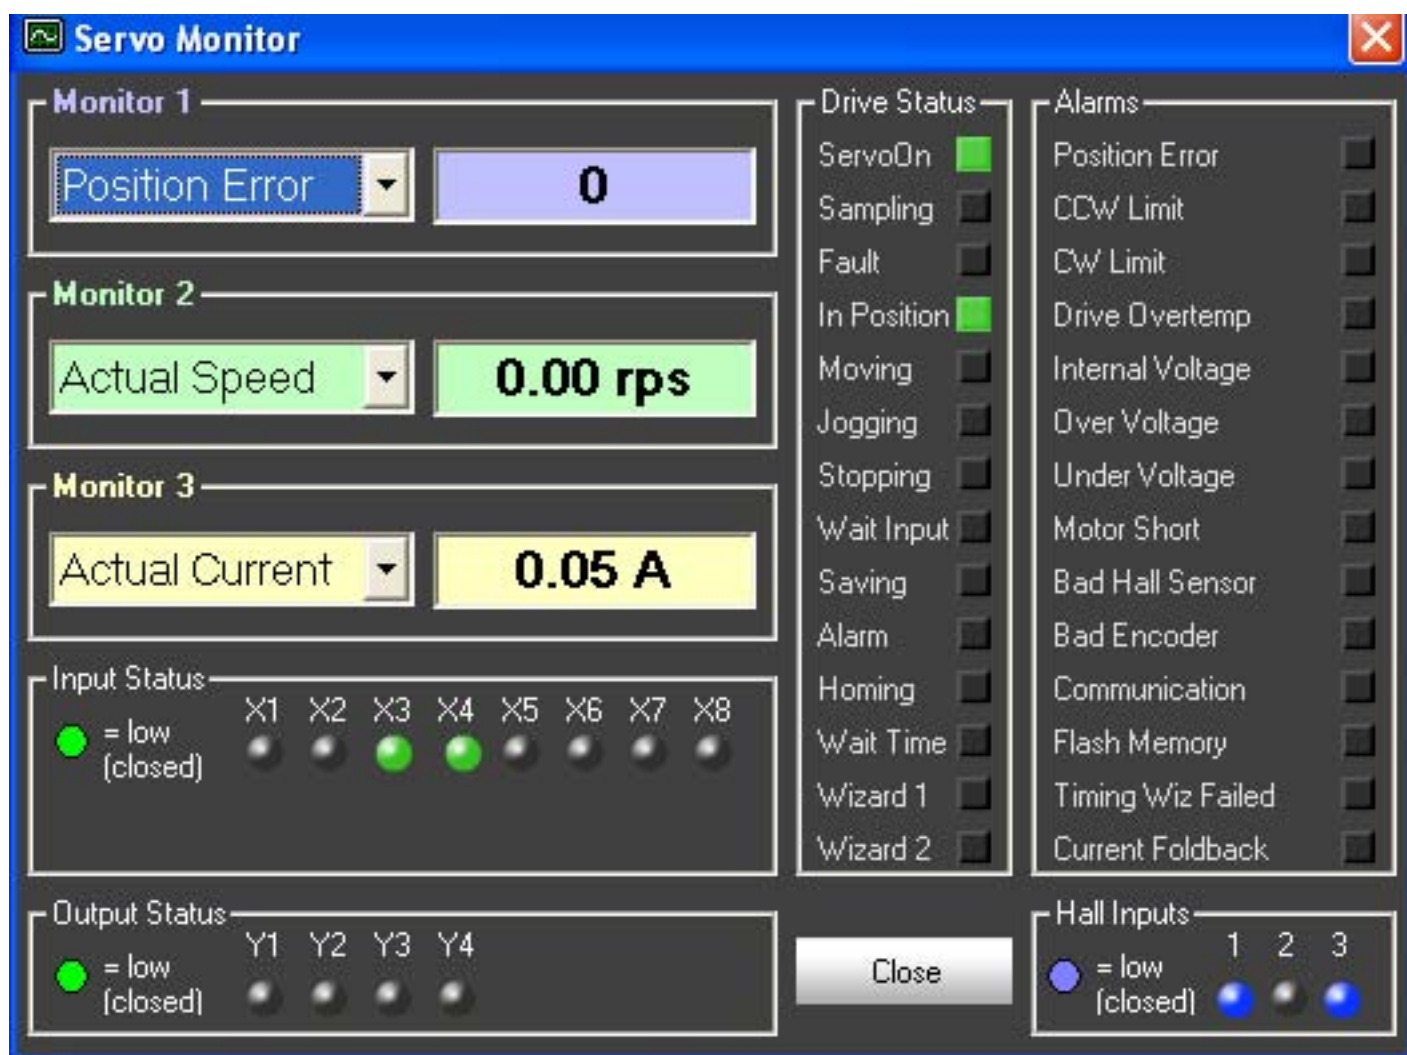 Servo Monitor
Monitor 1
Position Error
0
Monitor 2
Actual Speed
0.00 rps
Monitor 3
Actual Current
0.05 A
Input Status
= low
(closed)
X1 X2 X3 X4 X5 X6 X7 X8
Output Status
= low
(closed)
Y1 Y2 Y3 Y4
Drive Status
ServoOn
Sampling
Fault
In Position
Moving
Jogging
Stopping
Wait Input
Saving
Alarm
Homing
Wait Time
Wizard 1
Wizard 2
Close
Alarms
Position Error
CCW Limit
CW Limit
Drive Overtemp
Internal Voltage
Over Voltage
Under Voltage
Motor Short
Bad Hall Sensor
Bad Encoder
Communication
Flash Memory
Timing Wiz Failed
Current Foldback
Hall Inputs
= low
(closed)
1 2 3